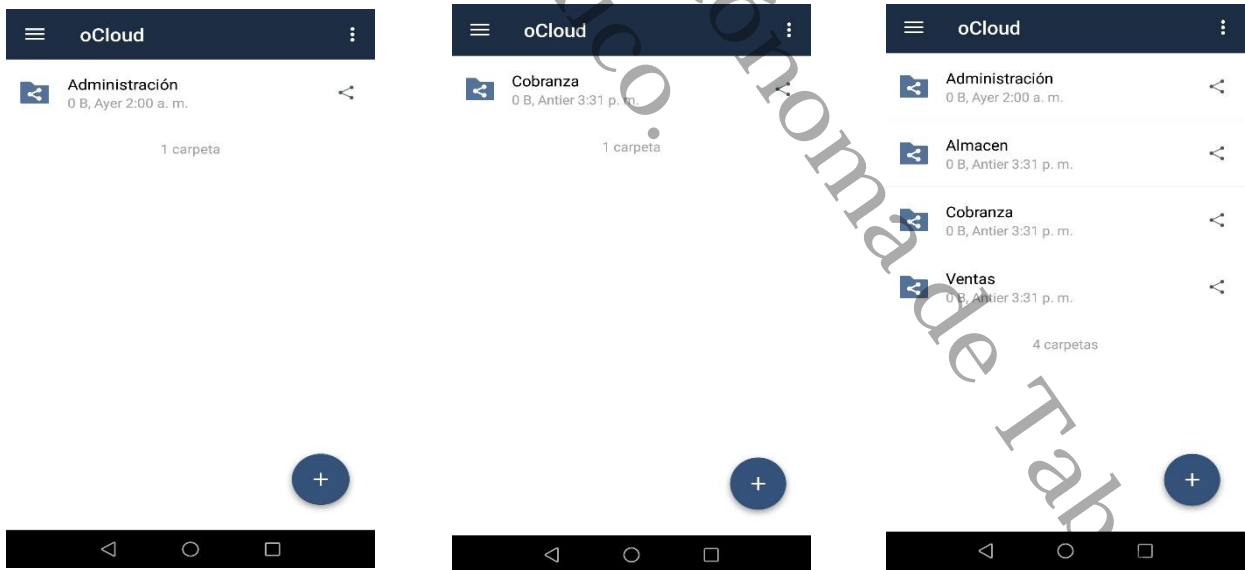 oCloud
Administración
0 B, Ayer 2:00 a. m.
1 carpeta
oCloud
Cobranza
0 B, Antier 3:31 p. m.
1 carpeta
oCloud
Administración
0 B, Ayer 2:00 a. m.
Almacen
0 B, Antier 3:31 p. m.
Cobranza
0 B, Antier 3:31 p. m.
Ventas
0 B, Antier 3:31 p. m.
4 carpetas
de